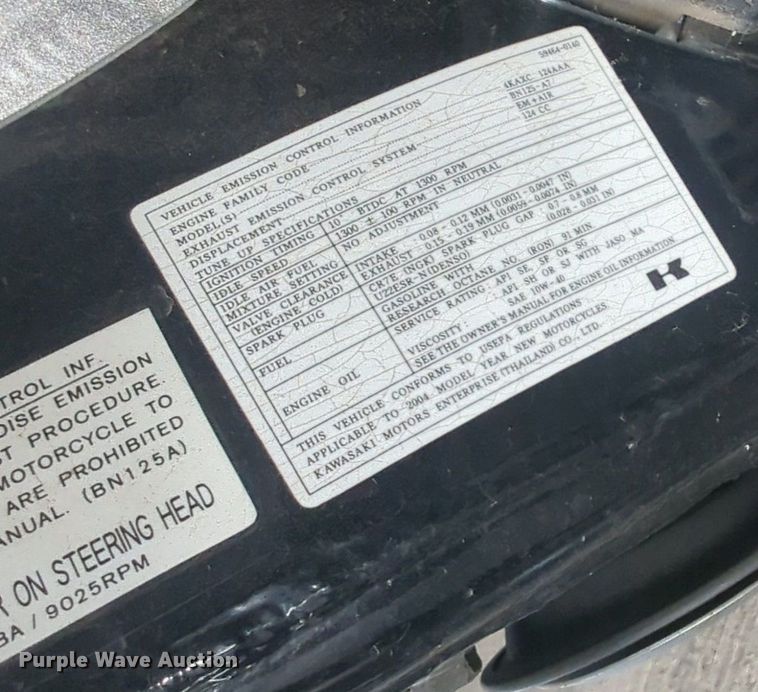 59464-0140
VEHICLE EMISSION CONTROL INFORMATION
ENGINE FAMILY CODE 4KAXC .124AAA
MODEL(S) BN125-A7
EXHAUST EMISSION CONTROL SYSTEM EM+AIR
DISPLACEMENT 124 CC
TUNE UP SPECIFICATIONS
IGNITION TIMING 10° BTDC AT 1300 RPM
IDLE SPEED 1300 ± 100 RPM IN NEUTRAL
IDLE AIR FUEL MIXTURE SETTING NO ADJUSTMENT
VALVE CLEARANCE INTAKE : 0.08 - 0.12 MM (0.0031 - 0.0047 IN)
(ENGINE COLD) EXHAUST : 0.15 - 0.19 MM (0.0059 - 0.0074 IN)
SPARK PLUG CR7E (NGK) SPARK PLUG GAP 0.7 - 0.8 MM
U22ESR-N(DENSO) (0.028 - 0.031 IN)
FUEL GASOLINE WITH
RESEARCH OCTANE NO. (RON) 91 MIN
ENGINE OIL SERVICE RATING : API SE, SF OR SG
API SH OR SJ WITH JASO MA
VISCOSITY : SAE 10W-40
SEE THE OWNER'S MANUAL FOR ENGINE OIL INFORMATION
THIS VEHICLE CONFORMS TO USEPA REGULATIONS
APPLICABLE TO 2004 MODEL YEAR NEW MOTORCYCLES.
KAWASAKI MOTORS ENTERPRISE (THAILAND) CO., LTD.
K
TROL INF.
OISE EMISSION
ST PROCEDURE.
MOTORCYCLE TO
ARE PROHIBITED
ANUAL. (BN125A)
R ON STEERING HEAD
BA / 9025RPM
Purple Wave Auction